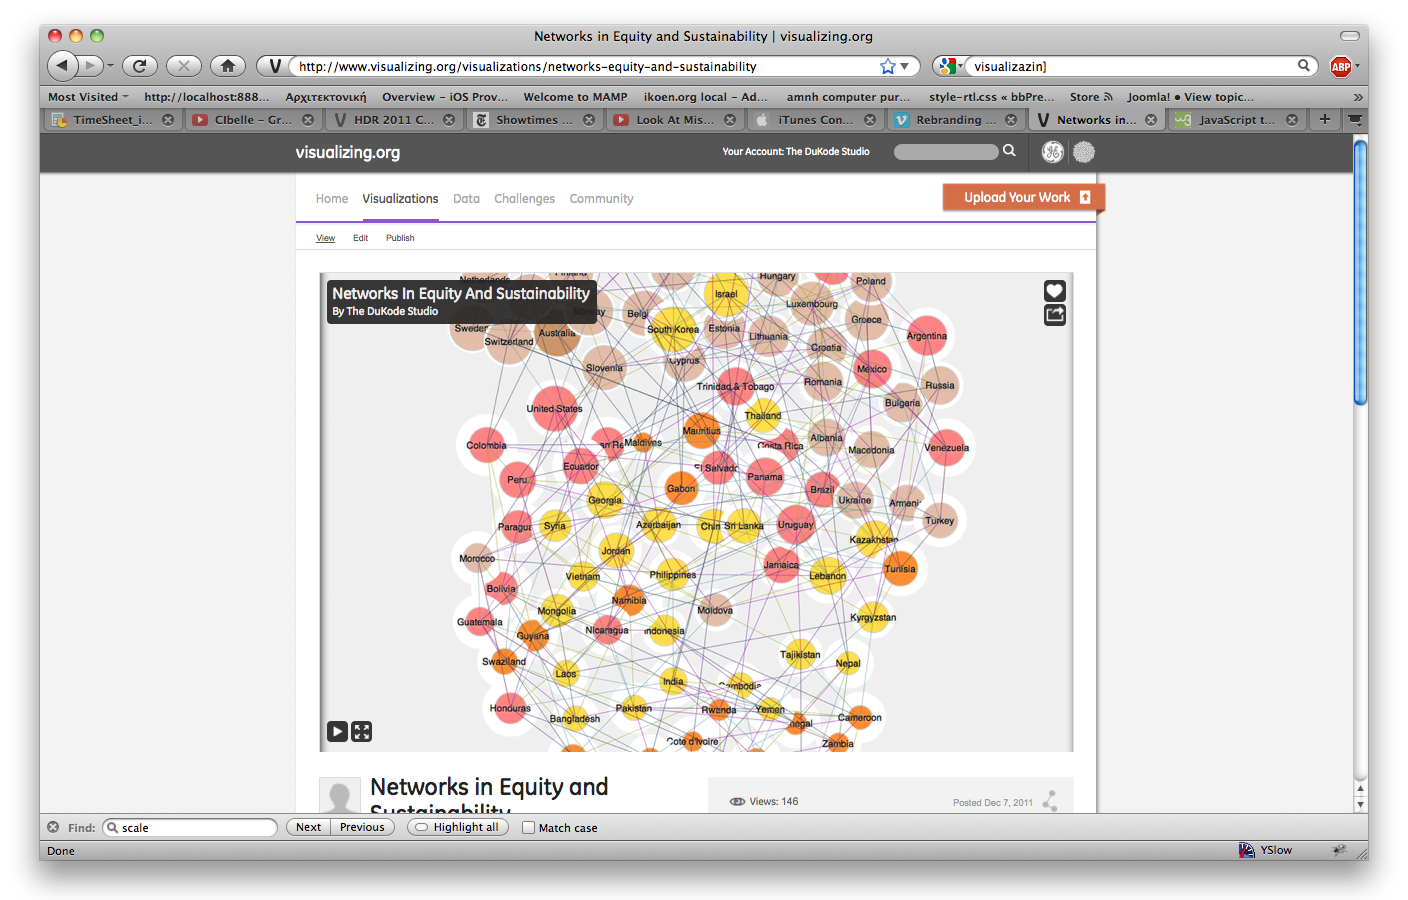 Networks in Equity and Sustainability | visualizing.org
http://www.visualizing.org/visualizations/networks-equity-and-sustainability
visualizazin]
ABP
Most Visited http://localhost:888... Αρχιτεκτονική Overview – iOS Prov... Welcome to MAMP ikoen.org local – Ad... amnh computer pur... style-rtl.css « bbPre... Store Joomla! • View topic... »
TimeSheet_i... CIbelle – Gr... HDR 2011 C... Showtimes ... Look At Mis... iTunes Con... Rebranding ... Networks in... JavaScript t...
visualizing.org
Your Account: The DuKode Studio
Home Visualizations Data Challenges Community
Upload Your Work
View Edit Publish
Networks In Equity And Sustainability
By The DuKode Studio
Hungary
Poland
Israel
Luxembourg
Sweden
Switzerland
Australia
South Korea
Estonia
Lithuania
Greece
Croatia
Argentina
Slovenia
Cyprus
Mexico
Trinidad & Tobago
Romania
Russia
Bulgaria
United States
Thailand
Mauritius
Colombia
Maldives
Costa Rica
Albania
Macedonia
Venezuela
Ecuador
El Salvador
Peru
Panama
Gabon
Brazil
Georgia
Ukraine
Armeni
Paragua
Syria
Azerbaijan
Chin
Sri Lanka
Uruguay
Turkey
Kazakhstan
Jordan
Morocco
Jamaica
Tunisia
Vietnam
Philippines
Lebanon
Bolivia
Namibia
Mongolia
Moldova
Guatemala
Kyrgyzstan
Guyana
Nicaragua
Indonesia
Swaziland
Tajikistan
Nepal
Laos
India
Cambodia
Honduras
Pakistan
Rwanda
Yemen
Bangladesh
negal
Cameroon
Cote d'Ivoire
Zambia
Networks in Equity and
Sustainability
Views: 146
Posted Dec 7, 2011
Find: scale Next Previous Highlight all Match case
Done
YSlow